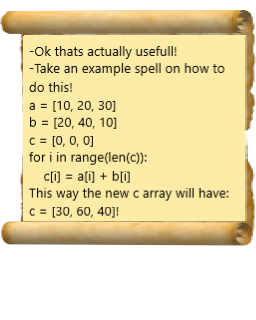 -Ok thats actually usefull!
-Take an example spell on how to
do this!
a = [10, 20, 30]
b = [20, 40, 10]
c = [0, 0, 0]
for i in range(len(c)):
    c[i] = a[i] + b[i]
This way the new c array will have:
c = [30, 60, 40]!